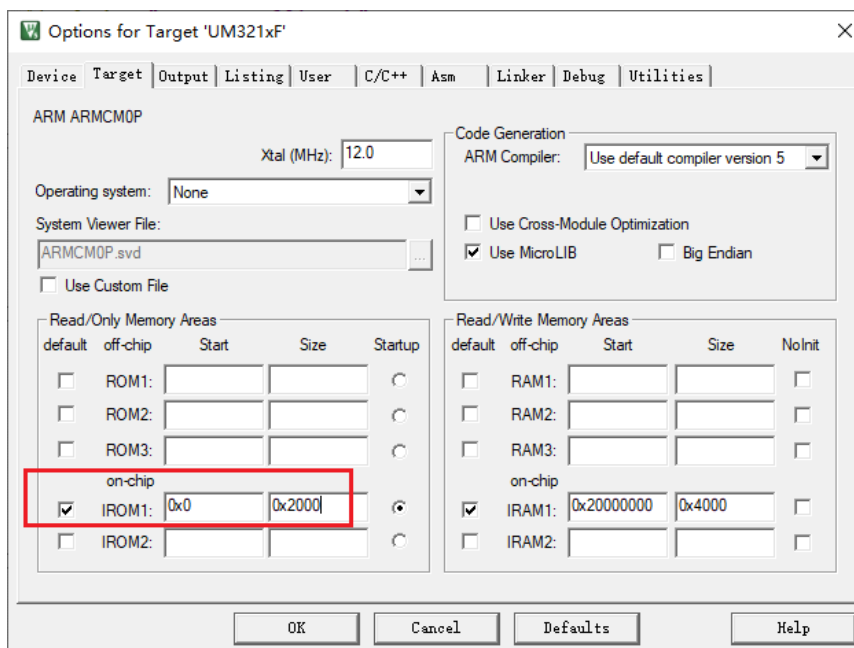 Options for Target 'UM321xF'
Device Target Output Listing User C/C++ Asm Linker Debug Utilities
ARM ARMCM0P
Xtal (MHz): 12.0
Operating system: None
System Viewer File:
ARMCM0P.svd ...
Use Custom File
Code Generation
ARM Compiler: Use default compiler version 5
Use Cross-Module Optimization
Use MicroLIB Big Endian
Read/Only Memory Areas
default off-chip Start Size Startup
ROM1:
ROM2:
ROM3:
on-chip
IROM1: 0x0 0x2000
IROM2:
Read/Write Memory Areas
default off-chip Start Size NoInit
RAM1:
RAM2:
RAM3:
on-chip
IRAM1: 0x20000000 0x4000
IRAM2:
OK Cancel Defaults Help